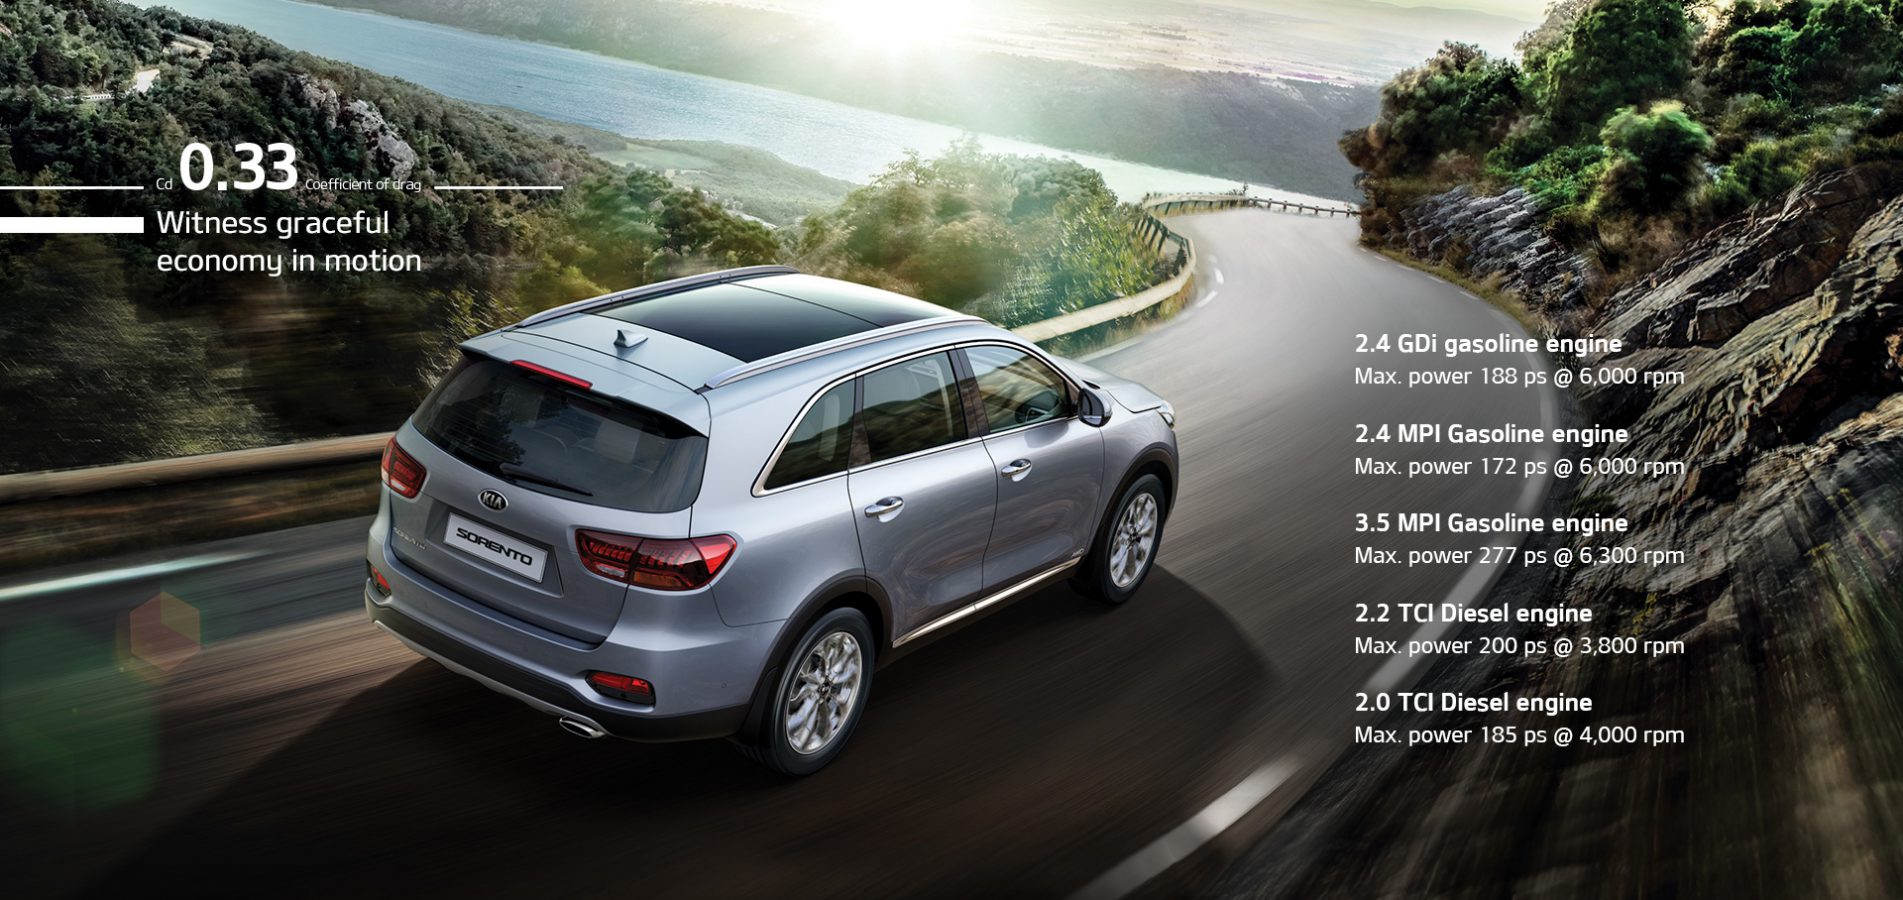 Cd 0.33 Coefficient of drag
Witness graceful
economy in motion
KIA
SORENTO
2.4 GDi gasoline engine
Max. power 188 ps @ 6,000 rpm
2.4 MPI Gasoline engine
Max. power 172 ps @ 6,000 rpm
3.5 MPI Gasoline engine
Max. power 277 ps @ 6,300 rpm
2.2 TCI Diesel engine
Max. power 200 ps @ 3,800 rpm
2.0 TCI Diesel engine
Max. power 185 ps @ 4,000 rpm